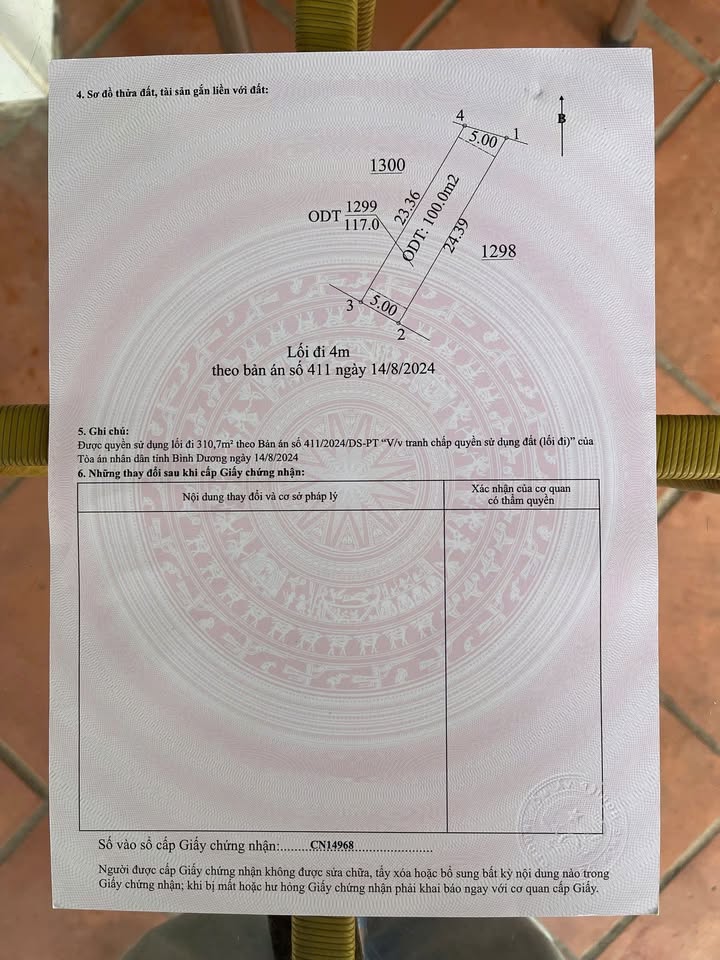 4. Sơ đồ thửa đất, tài sản gắn liền với đất:
B
4
5.00
1
1300
23.36
ODT: 100.0m2
24.39
ODT 1299
117.0
1298
3
5.00
2
Lối đi 4m
theo bản án số 411 ngày 14/8/2024
5. Ghi chú:
Được quyền sử dụng lối đi 310,7m² theo Bản án số 411/2024/DS-PT “V/v tranh chấp quyền sử dụng đất (lối đi)” của
Tòa án nhân dân tỉnh Bình Dương ngày 14/8/2024
6. Những thay đổi sau khi cấp Giấy chứng nhận:
Nội dung thay đổi và cơ sở pháp lý
Xác nhận của cơ quan
có thẩm quyền
Số vào sổ cấp Giấy chứng nhận:.........CN14968......................
Người được cấp Giấy chứng nhận không được sửa chữa, tẩy xóa hoặc bổ sung bất kỳ nội dung nào trong
Giấy chứng nhận; khi bị mất hoặc hư hỏng Giấy chứng nhận phải khai báo ngay với cơ quan cấp Giấy.